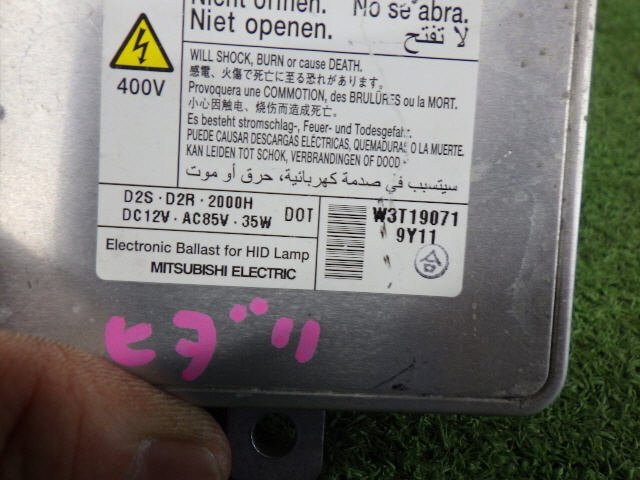 Nicht öffnen.
No se abra.
Niet openen.
لا تفتح
400V
WILL SHOCK, BURN or cause DEATH.
感電、火傷で死亡に至る恐れがあります。
Provoquera une COMMOTION, des BRULÛRES ou la MORT.
小心因触电、烧伤而造成死亡。
Es besteht stromschlag-, Feuer- und Todesgefahr.
PUEDE CAUSAR DESCARGAS ELÉCTRICAS, QUEMADURAS O LA MUERTE.
KAN LEIDEN TOT SCHOK, VERBRANDINGEN OF DOOD
سيتسبب في صدمة كهربائية، حرق أو موت
D2S・D2R・2000H
DC12V・AC85V・35W
DOT
W3T19071
9Y11
合
Electronic Ballast for HID Lamp
MITSUBISHI ELECTRIC
ヒダリ